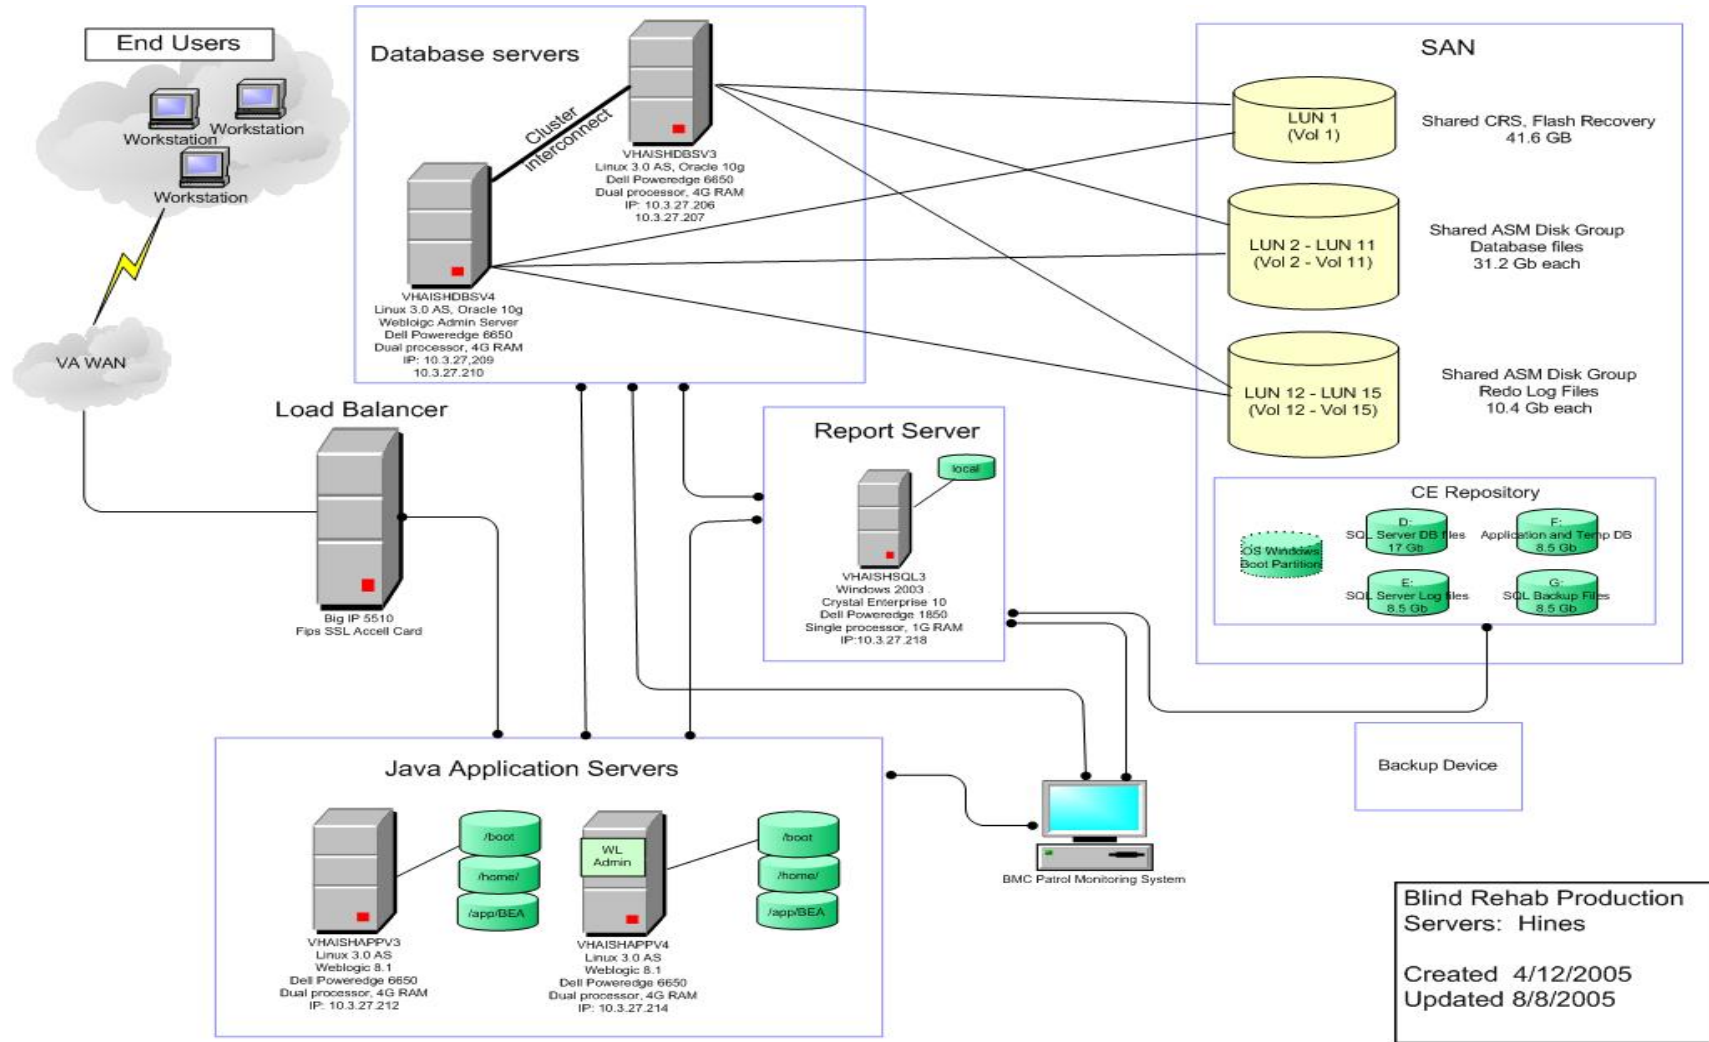 End Users
Workstation
Workstation
Workstation
VA WAN
Database servers
Cluster
interconnect
VHAISHDBSV3
Linux 3.0 AS, Oracle 10g
Dell Poweredge 6650
Dual processor, 4G RAM
IP: 10.3.27.206
10.3.27.207
VHAISHDBSV4
Linux 3.0 AS, Oracle 10g
Webloigc Admin Server
Dell Poweredge 6650
Dual processor, 4G RAM
IP: 10.3.27,209
10.3.27.210
SAN
LUN 1
(Vol 1)
Shared CRS, Flash Recovery
41.6 GB
LUN 2 - LUN 11
(Vol 2 - Vol 11)
Shared ASM Disk Group
Database files
31.2 Gb each
LUN 12 - LUN 15
(Vol 12 - Vol 15)
Shared ASM Disk Group
Redo Log Files
10.4 Gb each
CE Repository
OS Windows
Boot Partition
D:
SQL Server DB files
17 Gb
F:
Application and Temp DB
8.5 Gb
E:
SQL Server Log files
8.5 Gb
G:
SQL Backup Files
8.5 Gb
Load Balancer
Big IP 5510
Fips SSL Accell Card
Report Server
local
VHAISHSQL3
Windows 2003
Crystal Enterprise 10
Dell Poweredge 1850
Single processor, 1G RAM
IP:10.3.27.218
Backup Device
Java Application Servers
/boot
/home/
/app/BEA
VHAISHAPPV3
Linux 3.0 AS
Weblogic 8.1
Dell Poweredge 6650
Dual processor, 4G RAM
IP: 10.3.27.212
WL
Admin
/boot
/home/
/app/BEA
VHAISHAPPV4
Linux 3.0 AS
Weblogic 8.1
Dell Poweredge 6650
Dual processor, 4G RAM
IP: 10.3.27.214
BMC Patrol Monitoring System
Blind Rehab Production
Servers: Hines
Created 4/12/2005
Updated 8/8/2005